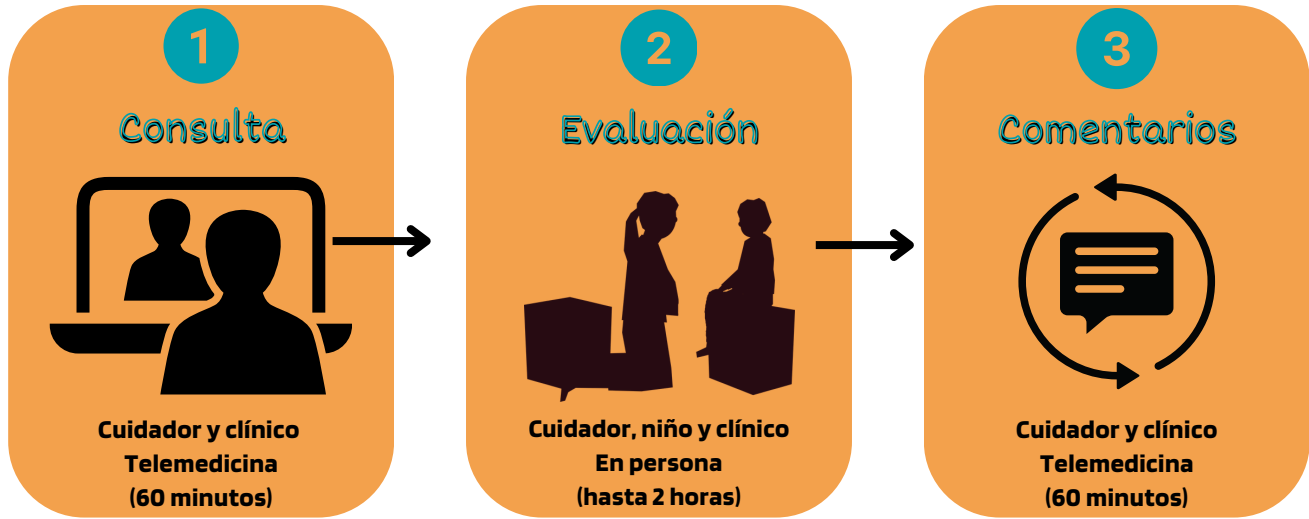 1
Consulta
Cuidador y clínico
Telemedicina
(60 minutos)
2
Evaluación
Cuidador, niño y clínico
En persona
(hasta 2 horas)
3
Comentarios
Cuidador y clínico
Telemedicina
(60 minutos)